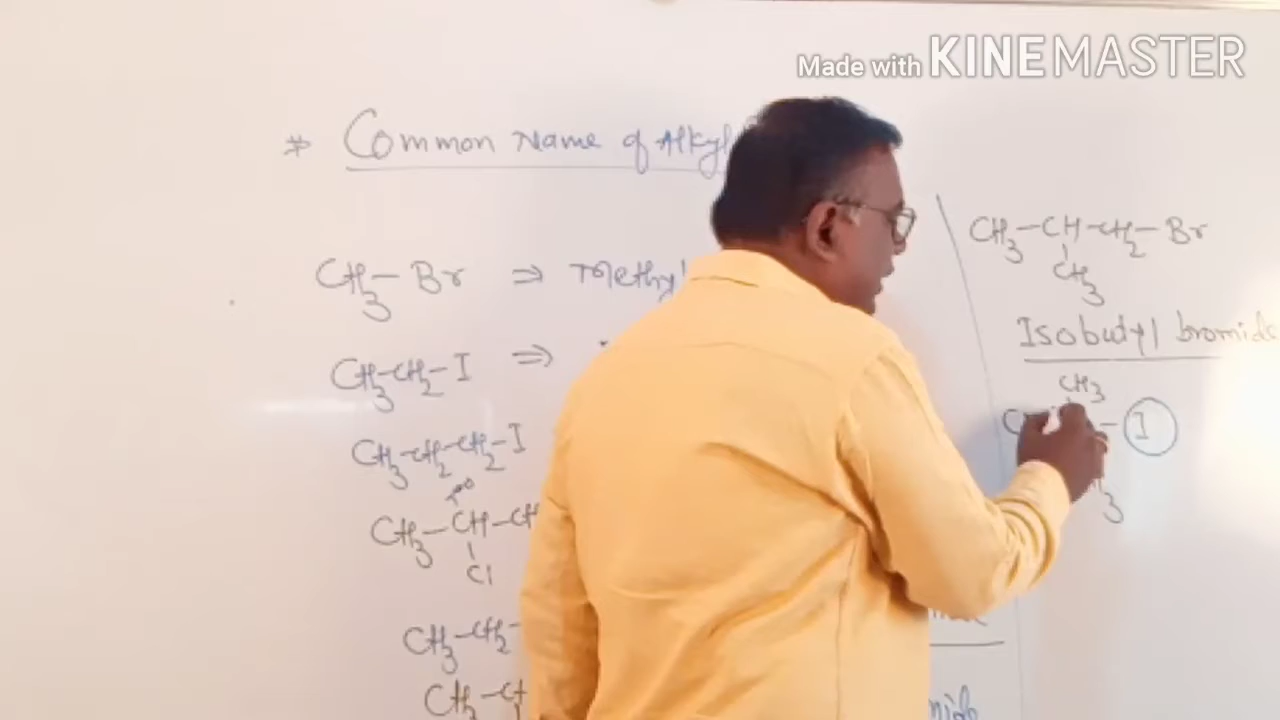 Made with KINEMASTER
* Common Name of Alkyl
CH3-Br ⇒ Methyl
CH3-CH2-I ⇒
CH3-CH2-CH2-I
CH3-CH-CH
Cl
CH3-CH2-
CH3-
CH3-CH-CH2-Br
CH3
Isobutyl bromide
CH3
- I
3